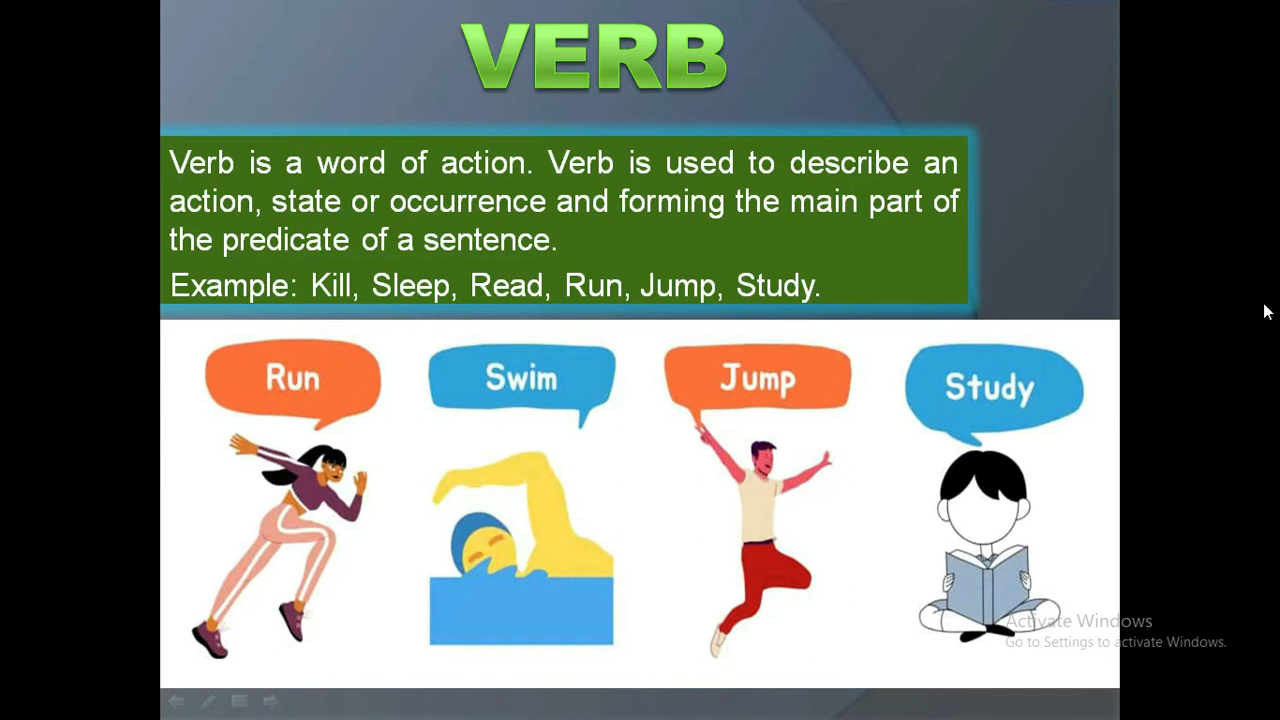 VERB
Verb is a word of action. Verb is used to describe an
action, state or occurrence and forming the main part of
the predicate of a sentence.
Example: Kill, Sleep, Read, Run, Jump, Study.
Run
Swim
Jump
Study
Activate Windows
Go to Settings to activate Windows.